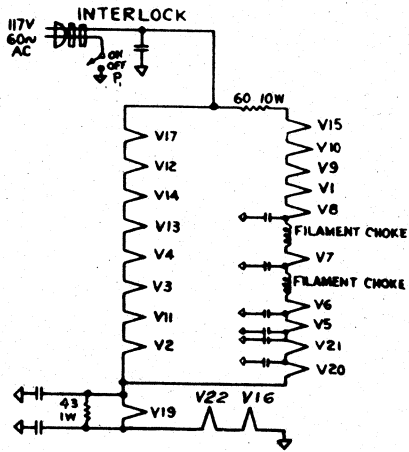 INTERLOCK
117V
60~
AC
ON
OFF
P1
60 10W
V17
V12
V14
V13
V4
V3
V11
V2
V15
V10
V9
V1
V8
FILAMENT CHOKE
V7
FILAMENT CHOKE
V6
V5
V21
V20
43
1W
V19
V22
V16